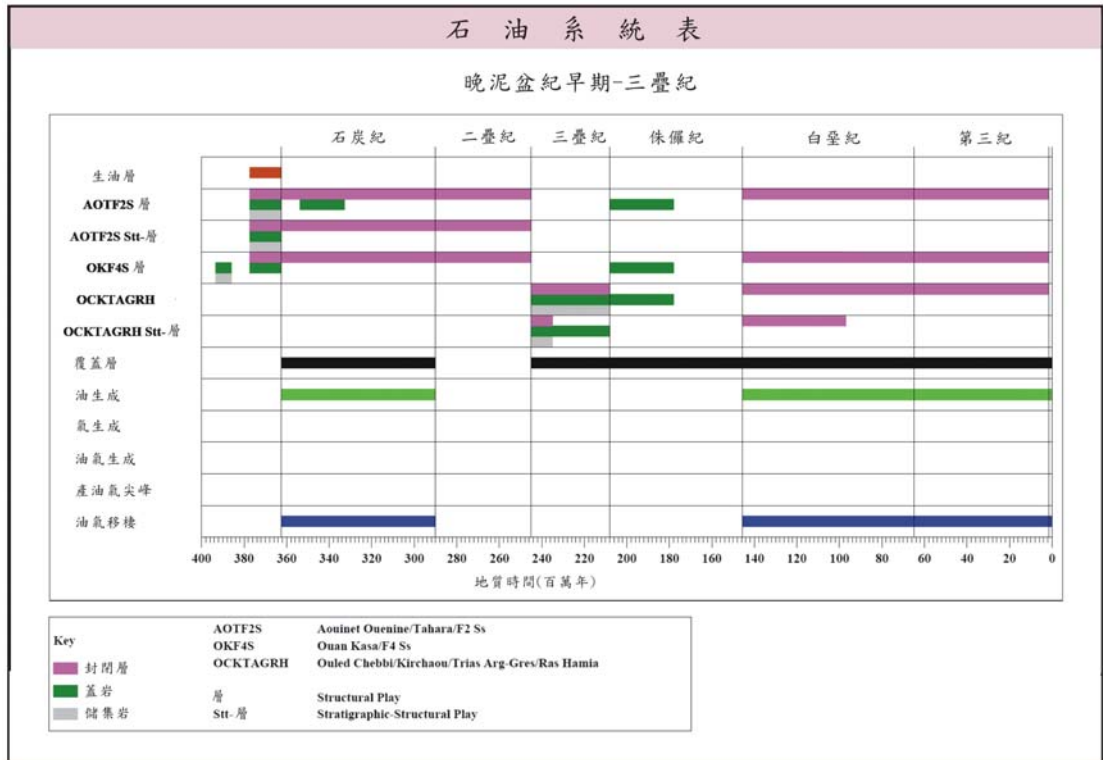 石油系統表
晚泥盆紀早期-三疊紀
石炭紀 二疊紀 三疊紀 侏儸紀 白堊紀 第三紀
生油層
AOTF2S 層
AOTF2S Stt-層
OKF4S 層
OCKTAGRH
OCKTAGRH Stt-層
覆蓋層
油生成
氣生成
油氣生成
產油氣尖峰
油氣移棲
400 380 360 340 320 300 280 260 240 220 200 180 160 140 120 100 80 60 40 20 0
地質時間(百萬年)
Key
封閉層
蓋岩
儲集岩
AOTF2S Aouinet Ouenine/Tahara/F2 Ss
OKF4S Ouan Kasa/F4 Ss
OCKTAGRH Ouled Chebbi/Kirchaou/Trias Arg-Gres/Ras Hamia
層 Structural Play
Stt-層 Stratigraphic-Structural Play